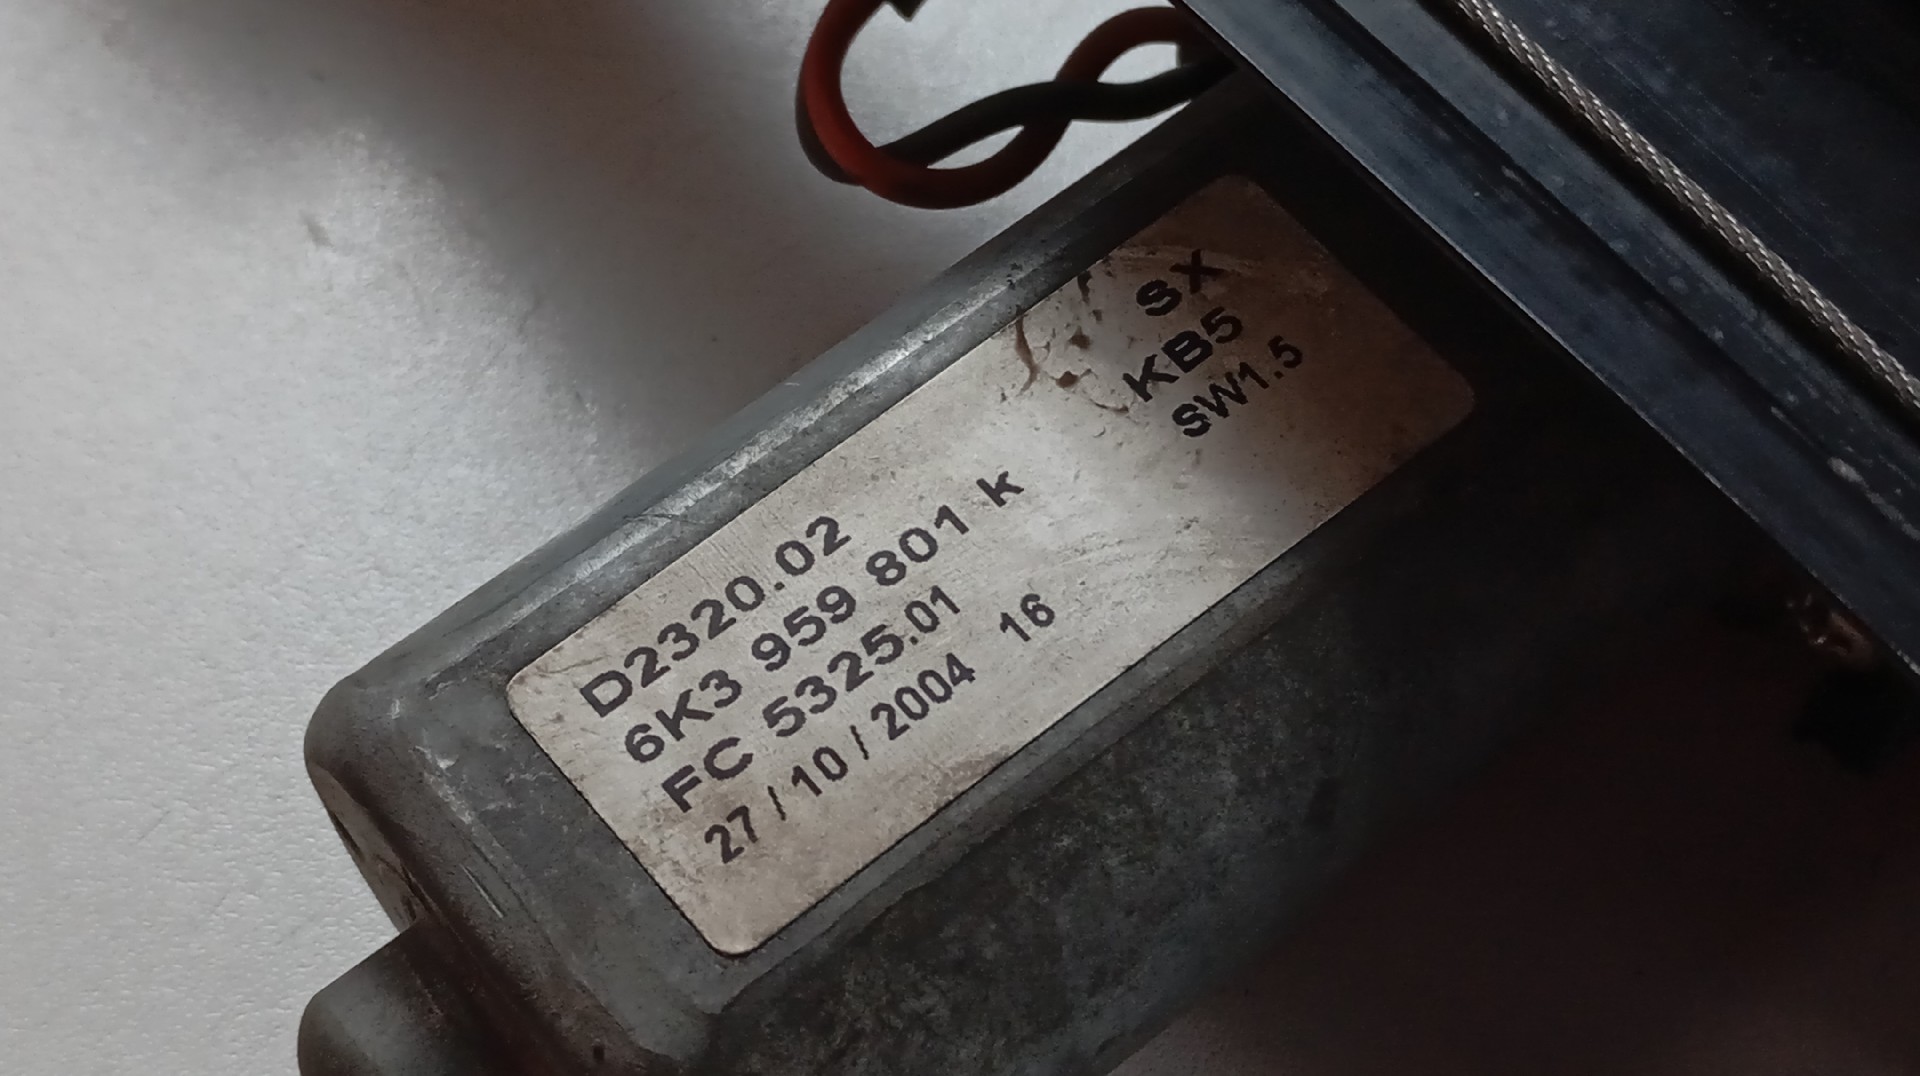 SX
KB5
SW1.5
D2320.02
6K3 959 801 k
FC 5325.01
27 / 10 / 2004 16